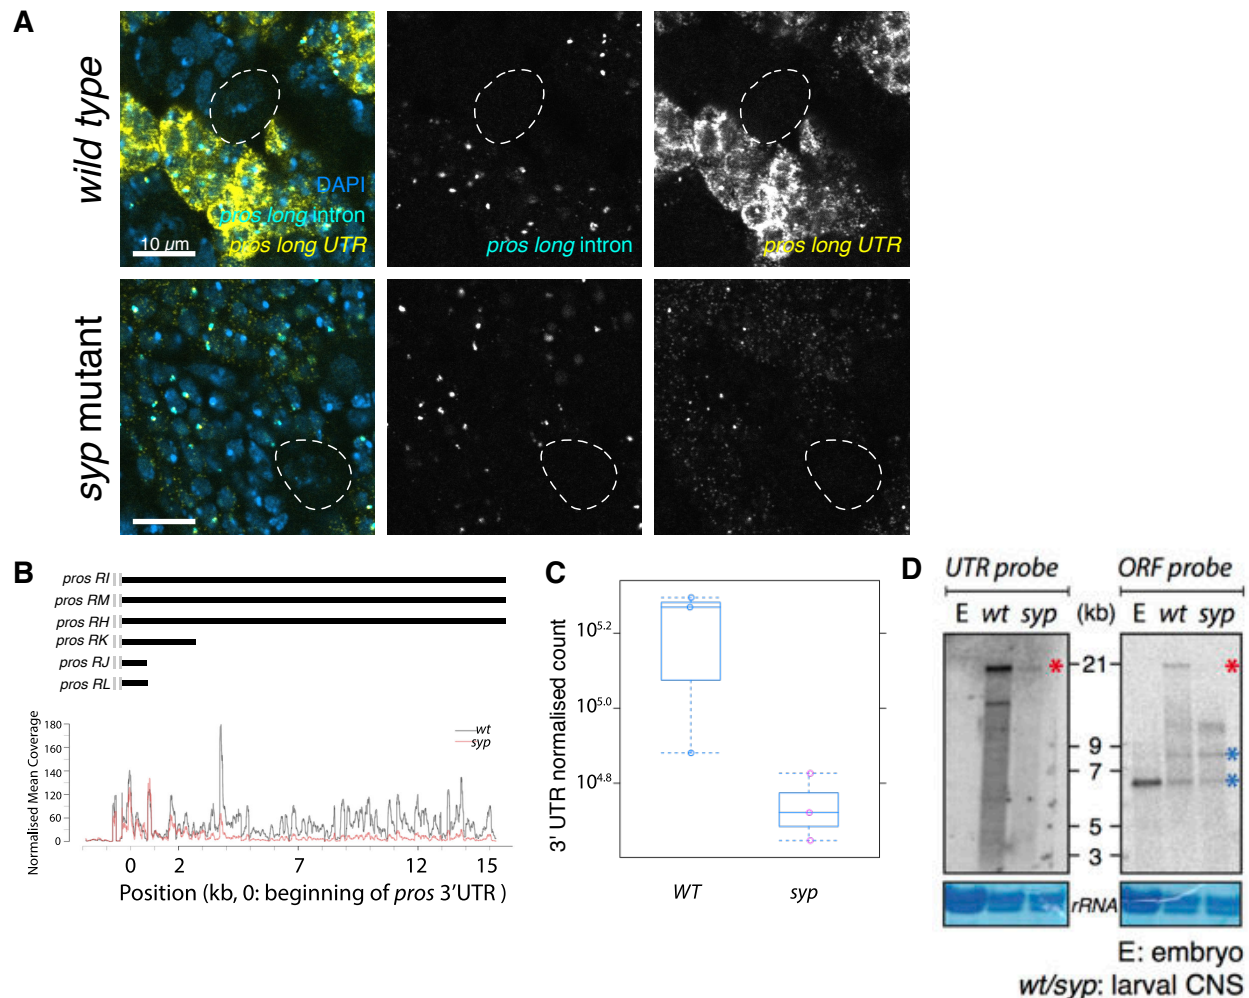 A
wild type
DAPI
pros long intron
pros long UTR
10 µm
pros long intron
pros long UTR
syp mutant
B
pros RI
pros RM
pros RH
pros RK
pros RJ
pros RL
Normalised Mean Coverage
180
160
140
120
60
0
wt
syp
0 2 7 12 15
Position (kb, 0: beginning of pros 3'UTR )
C
3' UTR normalised count
10^5.2
10^5.0
10^4.8
WT syp
D
UTR probe ORF probe
E wt syp (kb) E wt syp
21
9
7
5
3
rRNA
E: embryo
wt/syp: larval CNS